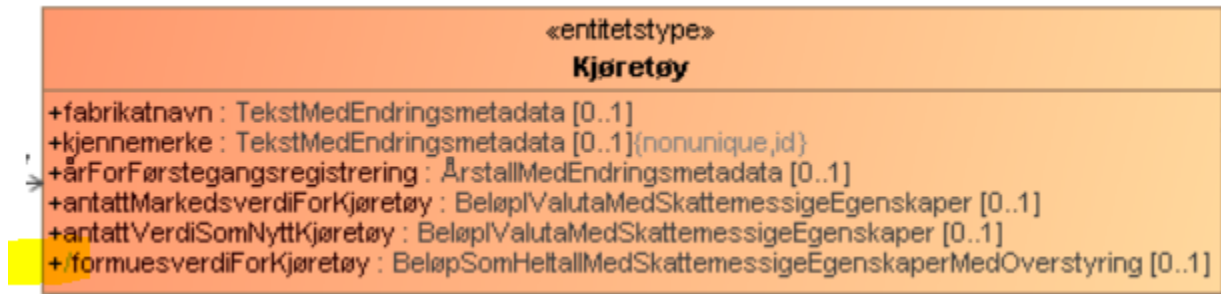 «entitetstype»
Kjøretøy
+fabrikatnavn : TekstMedEndringsmetadata [0..1]
+kjennemerke : TekstMedEndringsmetadata [0..1]{nonunique,id}
+årForFørstegangsregistrering : ÅrstallMedEndringsmetadata [0..1]
+antattMarkedsverdiForKjøretøy : BeløpIValutaMedSkattemessigeEgenskaper [0..1]
+antattVerdiSomNyttKjøretøy : BeløpIValutaMedSkattemessigeEgenskaper [0..1]
+/formuesverdiForKjøretøy : BeløpSomHeltallMedSkattemessigeEgenskaperMedOverstyring [0..1]